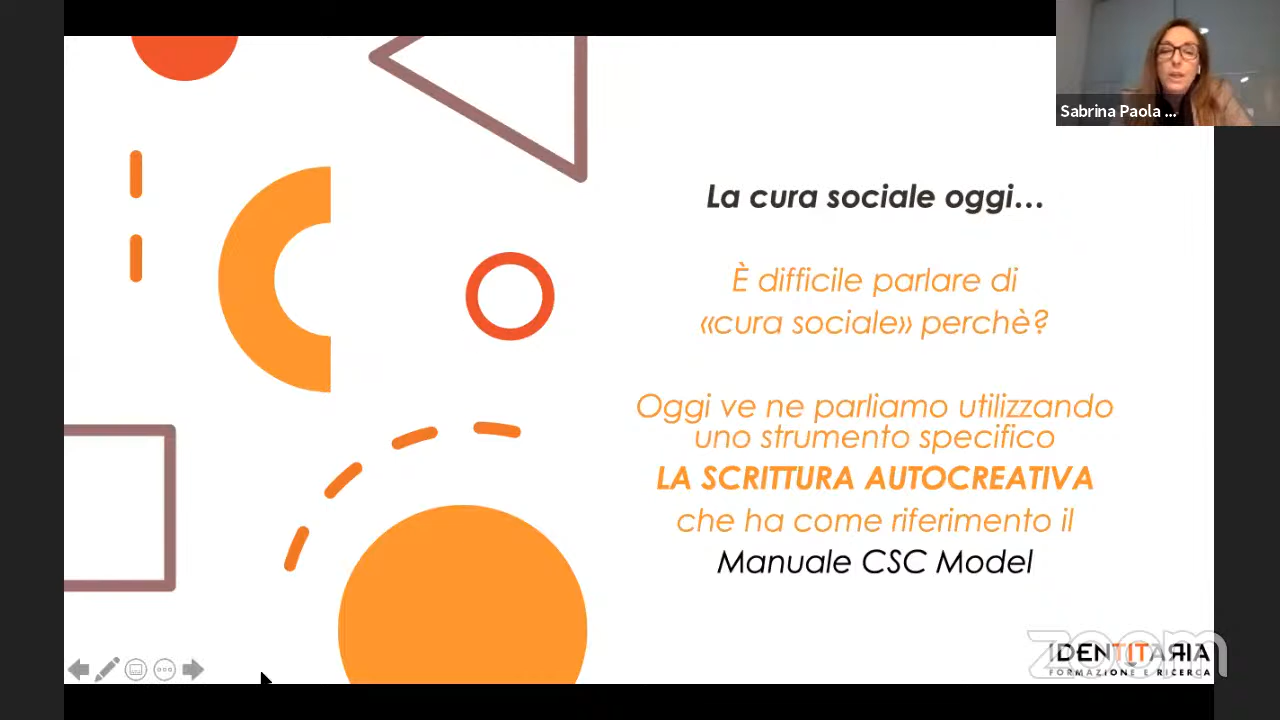 Sabrina Paola ...
La cura sociale oggi...
È difficile parlare di
«cura sociale» perchè?
Oggi ve ne parliamo utilizzando
uno strumento specifico
LA SCRITTURA AUTOCREATIVA
che ha come riferimento il
Manuale CSC Model
zoom
IDENTITARIA
FORMAZIONE E RICERCA